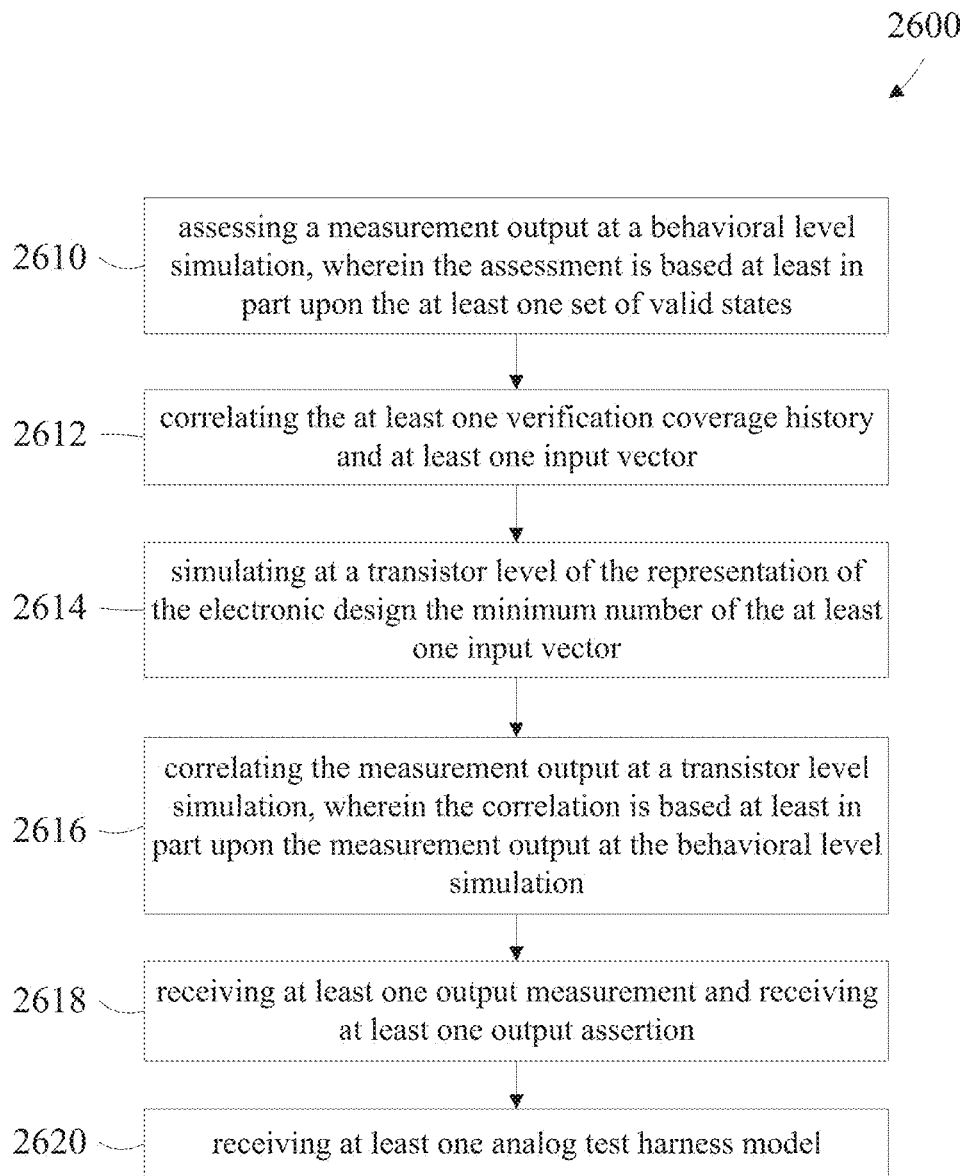 2600
2610
assessing a measurement output at a behavioral level
simulation, wherein the assessment is based at least in
part upon the at least one set of valid states
2612
correlating the at least one verification coverage history
and at least one input vector
2614
simulating at a transistor level of the representation of
the electronic design the minimum number of the at least
one input vector
2616
correlating the measurement output at a transistor level
simulation, wherein the correlation is based at least in
part upon the measurement output at the behavioral level
simulation
2618
receiving at least one output measurement and receiving
at least one output assertion
2620
receiving at least one analog test harness model